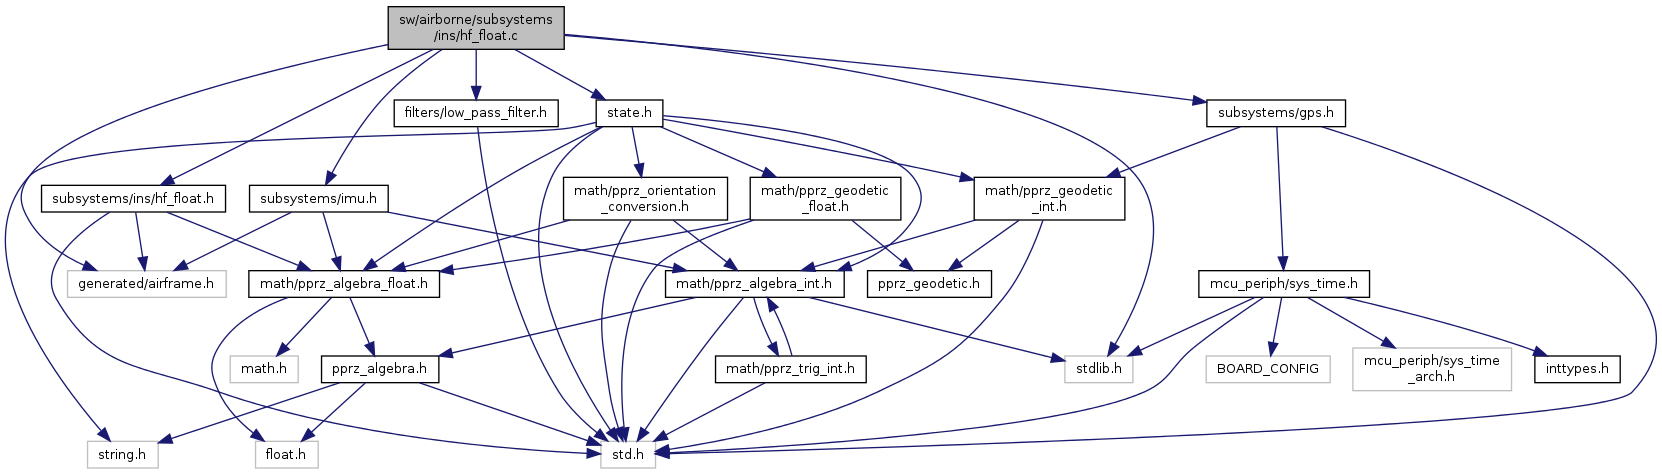 sw/airborne/subsystems
/ins/hf_float.c
filters/low_pass_filter.h
state.h
subsystems/gps.h
subsystems/ins/hf_float.h
subsystems/imu.h
math/pprz_orientation
_conversion.h
math/pprz_geodetic
_float.h
math/pprz_geodetic
_int.h
generated/airframe.h
math/pprz_algebra_float.h
math/pprz_algebra_int.h
pprz_geodetic.h
mcu_periph/sys_time.h
math.h
pprz_algebra.h
math/pprz_trig_int.h
stdlib.h
BOARD_CONFIG
mcu_periph/sys_time
_arch.h
inttypes.h
string.h
float.h
std.h